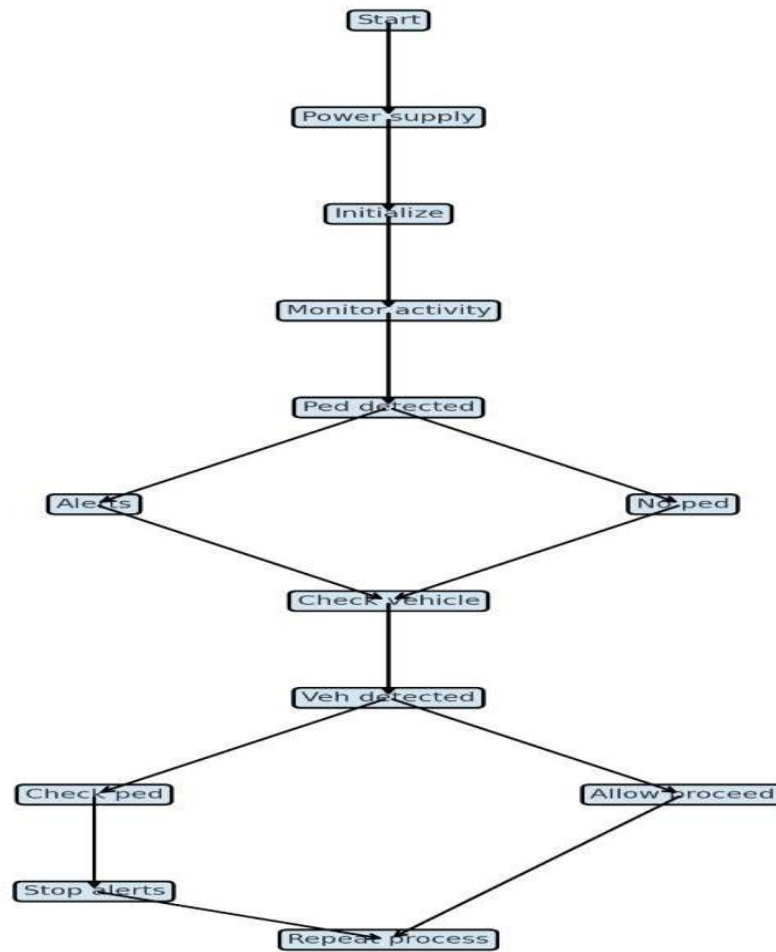 Start
Power supply
Initialize
Monitor activity
Ped detected
Alerts
No ped
Check vehicle
Veh detected
Check ped
Allow proceed
Stop alerts
Repeat process